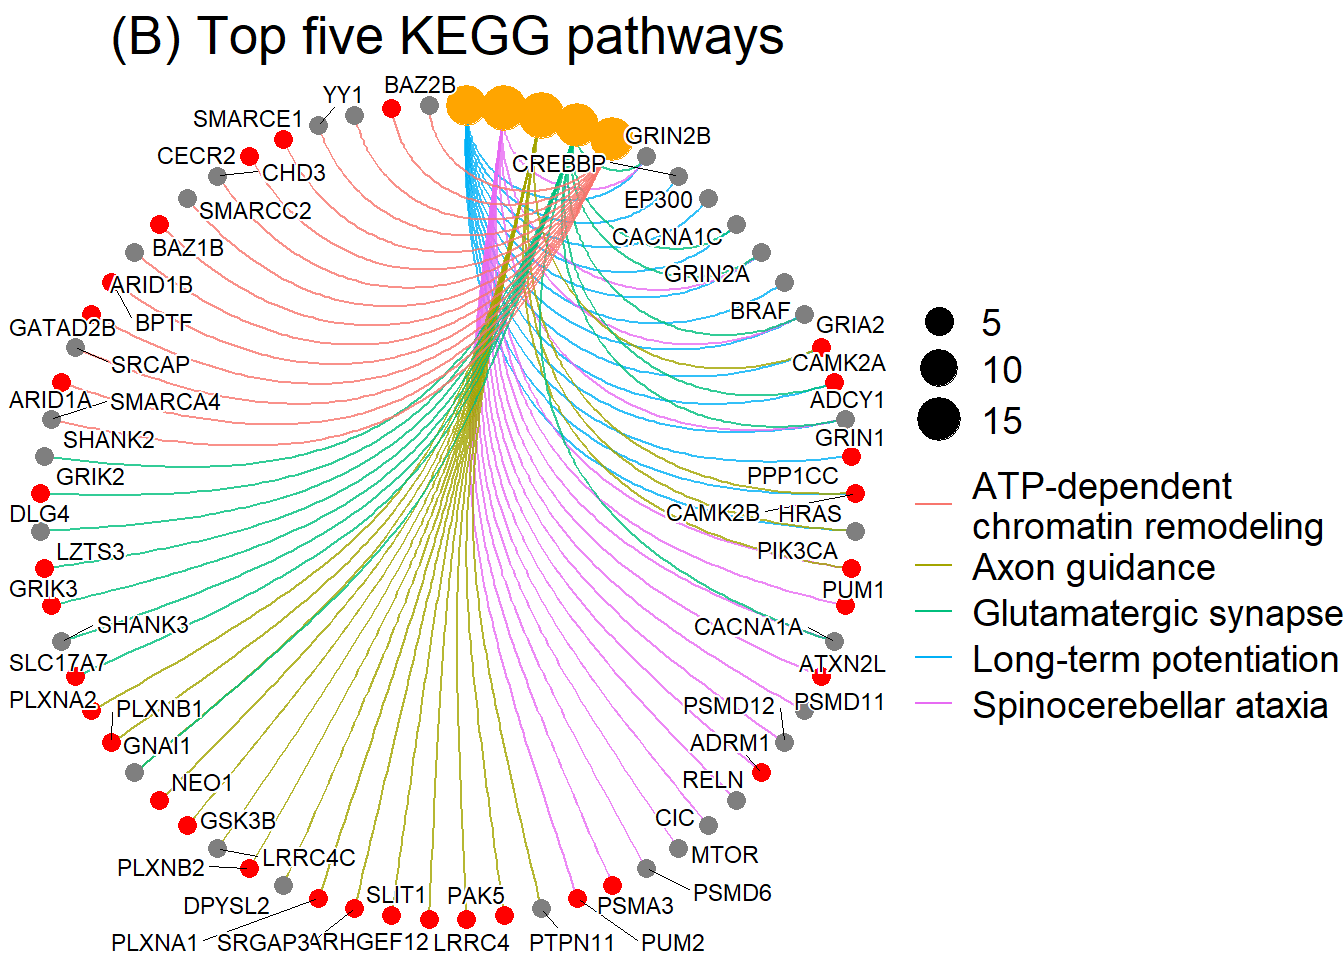 (B) Top five KEGG pathways
BAZ2B
YY1
SMARCE1
GRIN2B
CECR2
CREBBP
CHD3
EP300
SMARCC2
CACNA1C
BAZ1B
GRIN2A
ARID1B
BRAF
BPTF
GATAD2B
GRIA2
SRCAP
CAMK2A
ARID1A
SMARCA4
ADCY1
SHANK2
GRIN1
GRIK2
PPP1CC
DLG4
CAMK2B
HRAS
LZTS3
PIK3CA
GRIK3
PUM1
SHANK3
CACNA1A
SLC17A7
ATXN2L
PLXNA2
PLXNB1
PSMD12
PSMD11
GNAI1
ADRM1
NEO1
RELN
GSK3B
CIC
LRRC4C
MTOR
PLXNB2
PSMD6
DPYSL2
SLIT1
PAK5
PSMA3
PLXNA1
SRGAP3
ARHGEF12
LRRC4
PTPN11
PUM2
5
10
15
ATP-dependent
chromatin remodeling
Axon guidance
Glutamatergic synapse
Long-term potentiation
Spinocerebellar ataxia